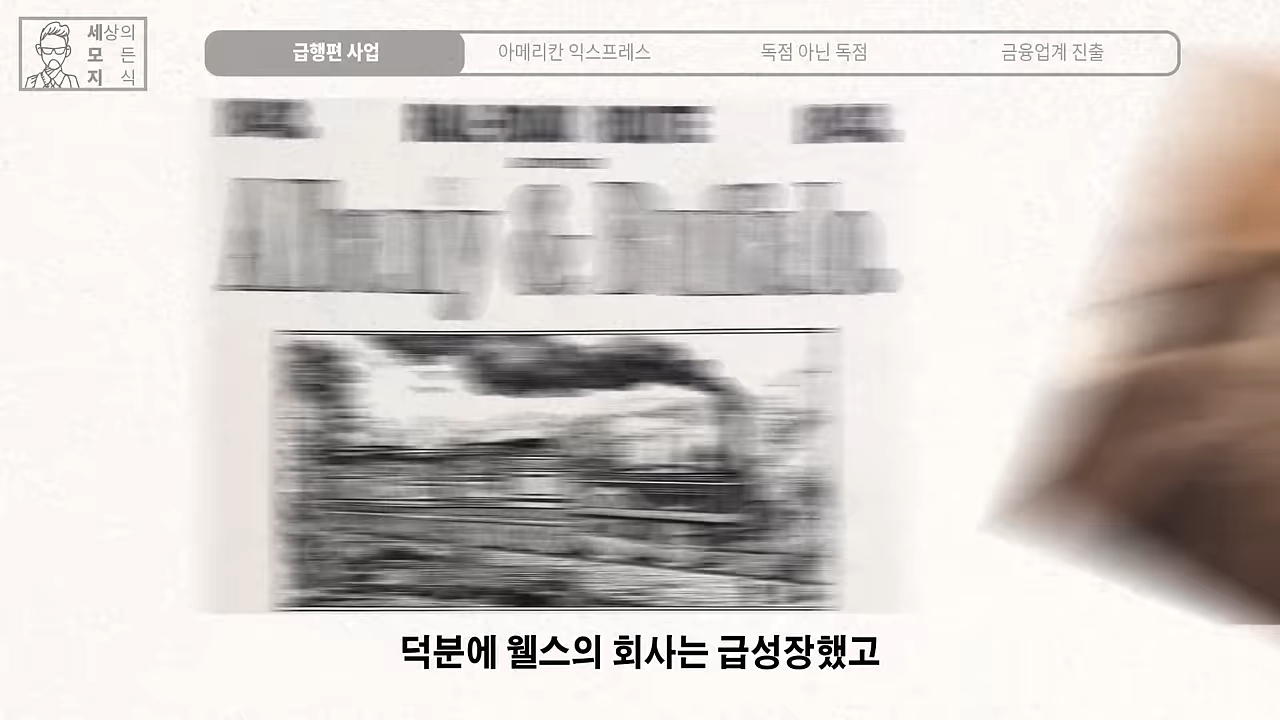 세상의
모든
지식
급행편 사업
아메리칸 익스프레스
독점 아닌 독점
금융업계 진출
덕분에 웰스의 회사는 급성장했고